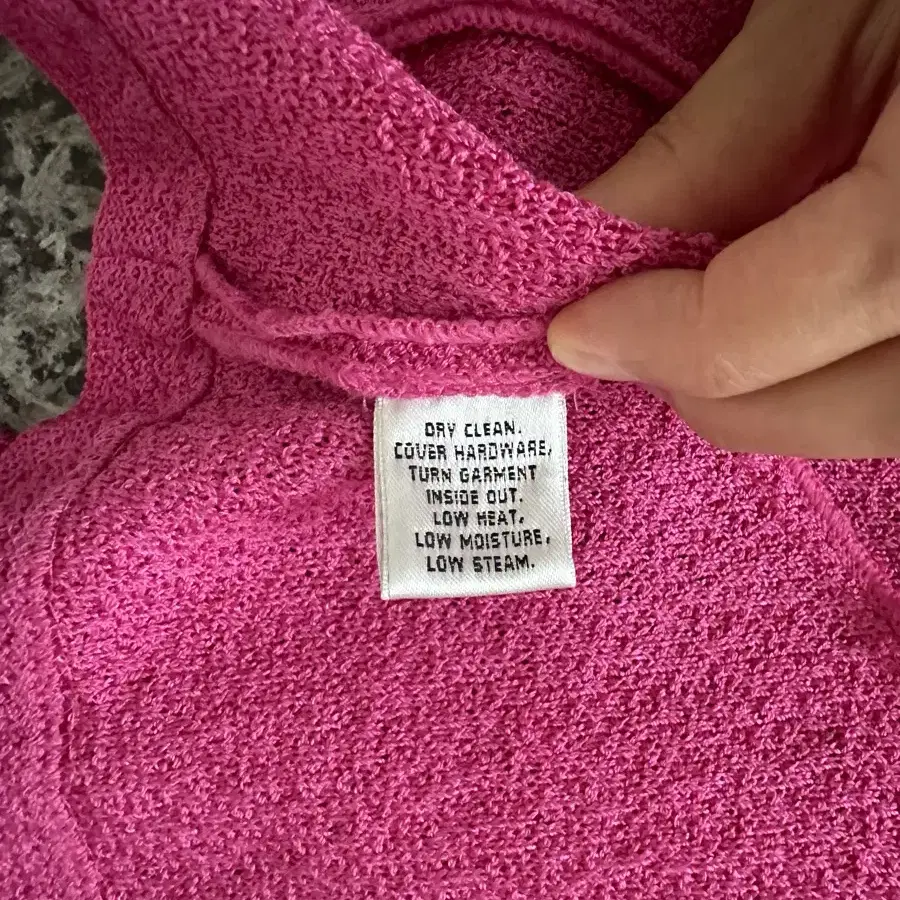 DRY CLEAN.
COVER HARDWARE,
TURN GARMENT
INSIDE OUT.
LOW HEAT,
LOW MOISTURE,
LOW STEAM.